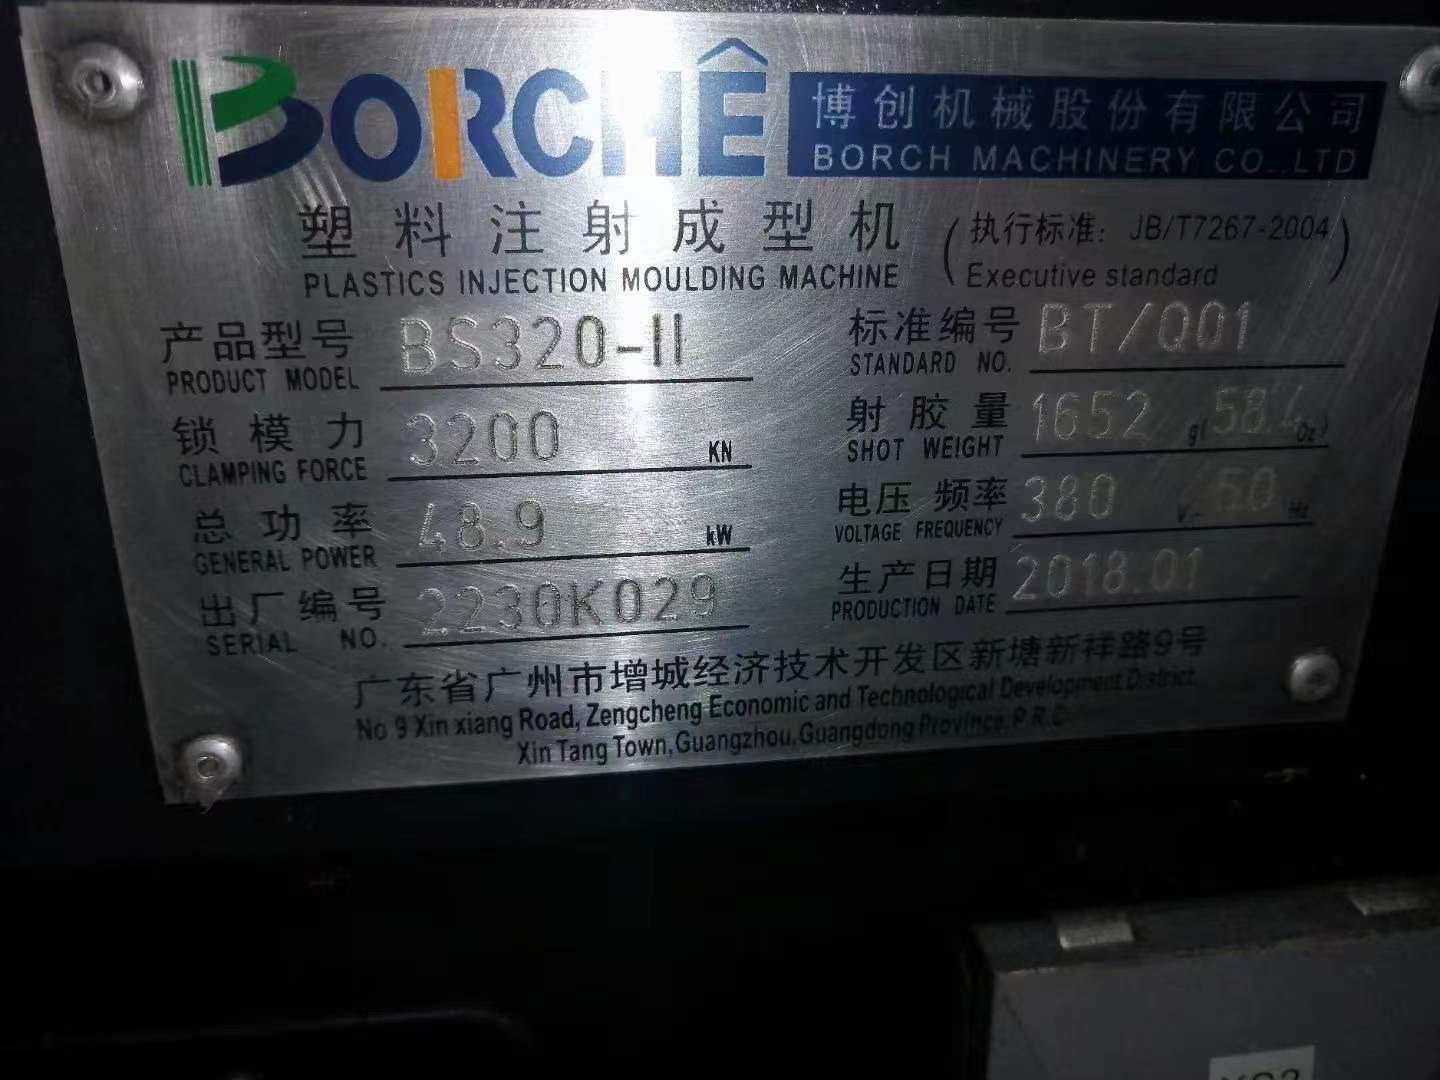 BORCHÊ 博创机械股份有限公司
BORCH MACHINERY CO.,LTD
塑料注射成型机 (执行标准: JB/T7267-2004)
PLASTICS INJECTION MOULDING MACHINE Executive standard
产品型号 BS320-II 标准编号 BT/Q01
PRODUCT MODEL STANDARD NO.
锁模力 3200 KN 射胶量 1652 g( 58.4 Oz)
CLAMPING FORCE SHOT WEIGHT
总功率 48.9 kW 电压 频率 380 V 50 Hz
GENERAL POWER VOLTAGE FREQUENCY
出厂编号 2230K029 生产日期 2018.01
SERIAL NO. PRODUCTION DATE
广东省广州市增城经济技术开发区新塘新祥路9号
No 9 Xin xiang Road, Zengcheng Economic and Technological Development District.
Xin Tang Town,Guangzhou,Guangdong Province,P.R.C